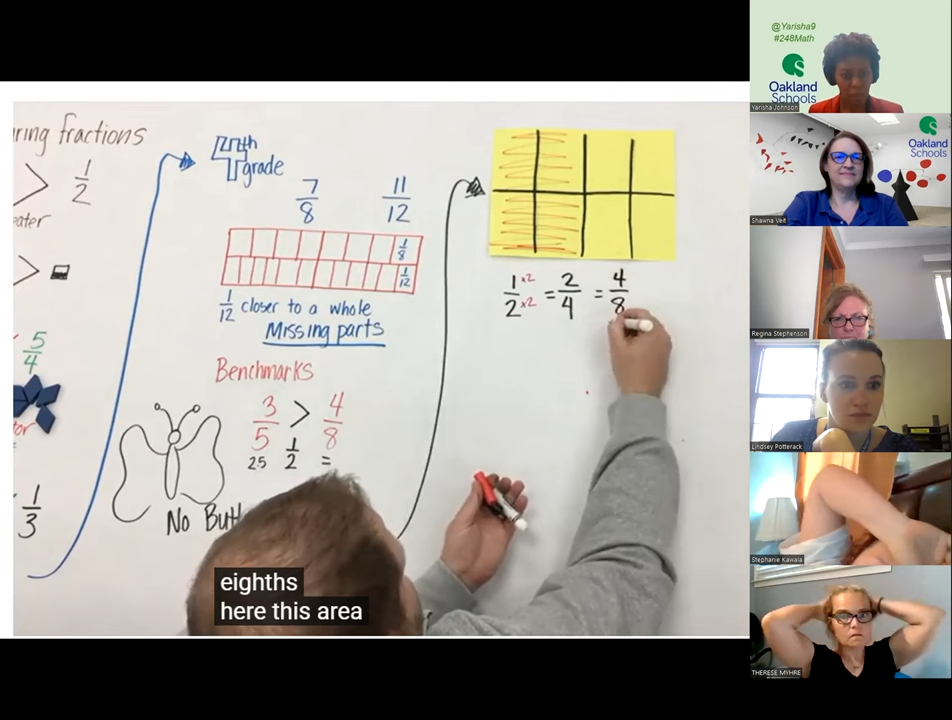 ring fractions
> 1/2
eater
>
5/4
tor
1/3
4th
grade
7/8 11/12
1/8
1/12
1/12 closer to a whole
Missing parts
Benchmarks
3/5 > 4/8
25 1/2 =
No Butt
1/2 ×2 ×2 = 2/4 = 4/8
eighths
here this area
@Yarisha9
#248Math
Oakland
Schools
Yarisha Johnson
Oakland
Schools
Shawna Veit
Regina Stephenson
Lindsey Potterack
Stephanie Kawala
THERESE MYHRE